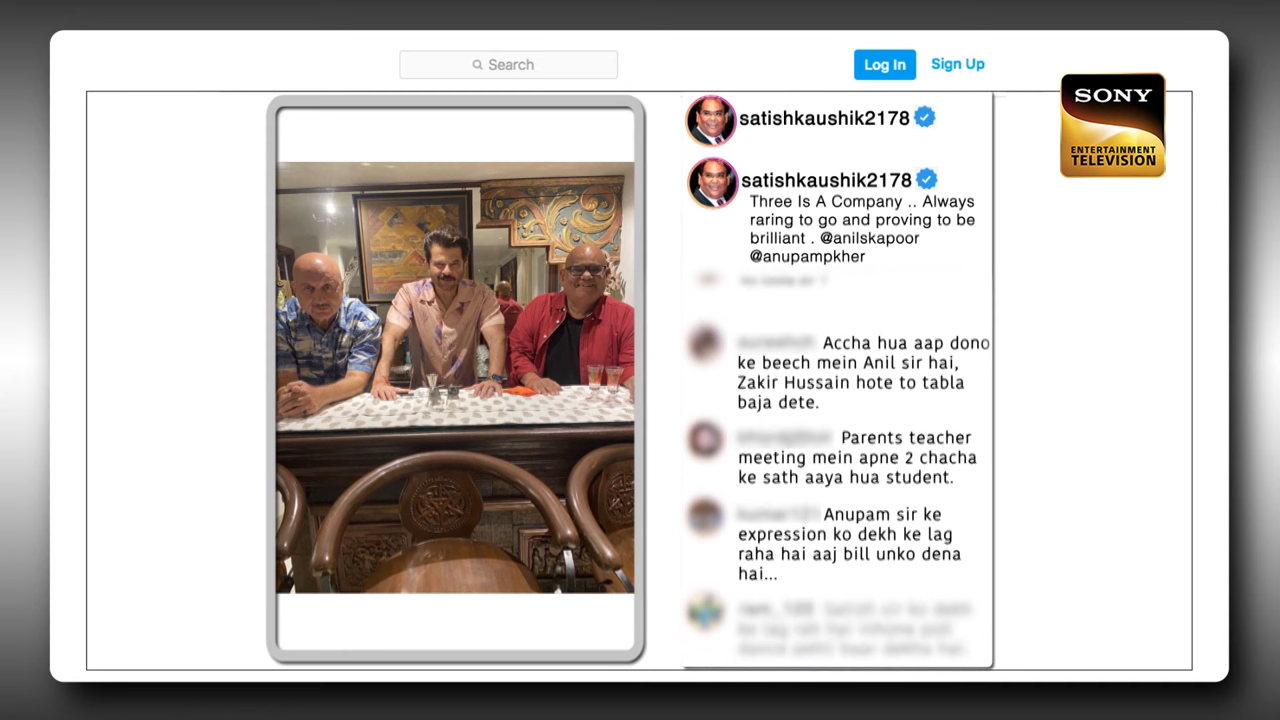 Search
Log In
Sign Up
SONY
ENTERTAINMENT
TELEVISION
satishkaushik2178
satishkaushik2178
Three Is A Company .. Always
raring to go and proving to be
brilliant . @anilskapoor
@anupampkher
Accha hua aap dono
ke beech mein Anil sir hai,
Zakir Hussain hote to tabla
baja dete.
Parents teacher
meeting mein apne 2 chacha
ke sath aaya hua student.
Anupam sir ke
expression ko dekh ke lag
raha hai aaj bill unko dena
hai...